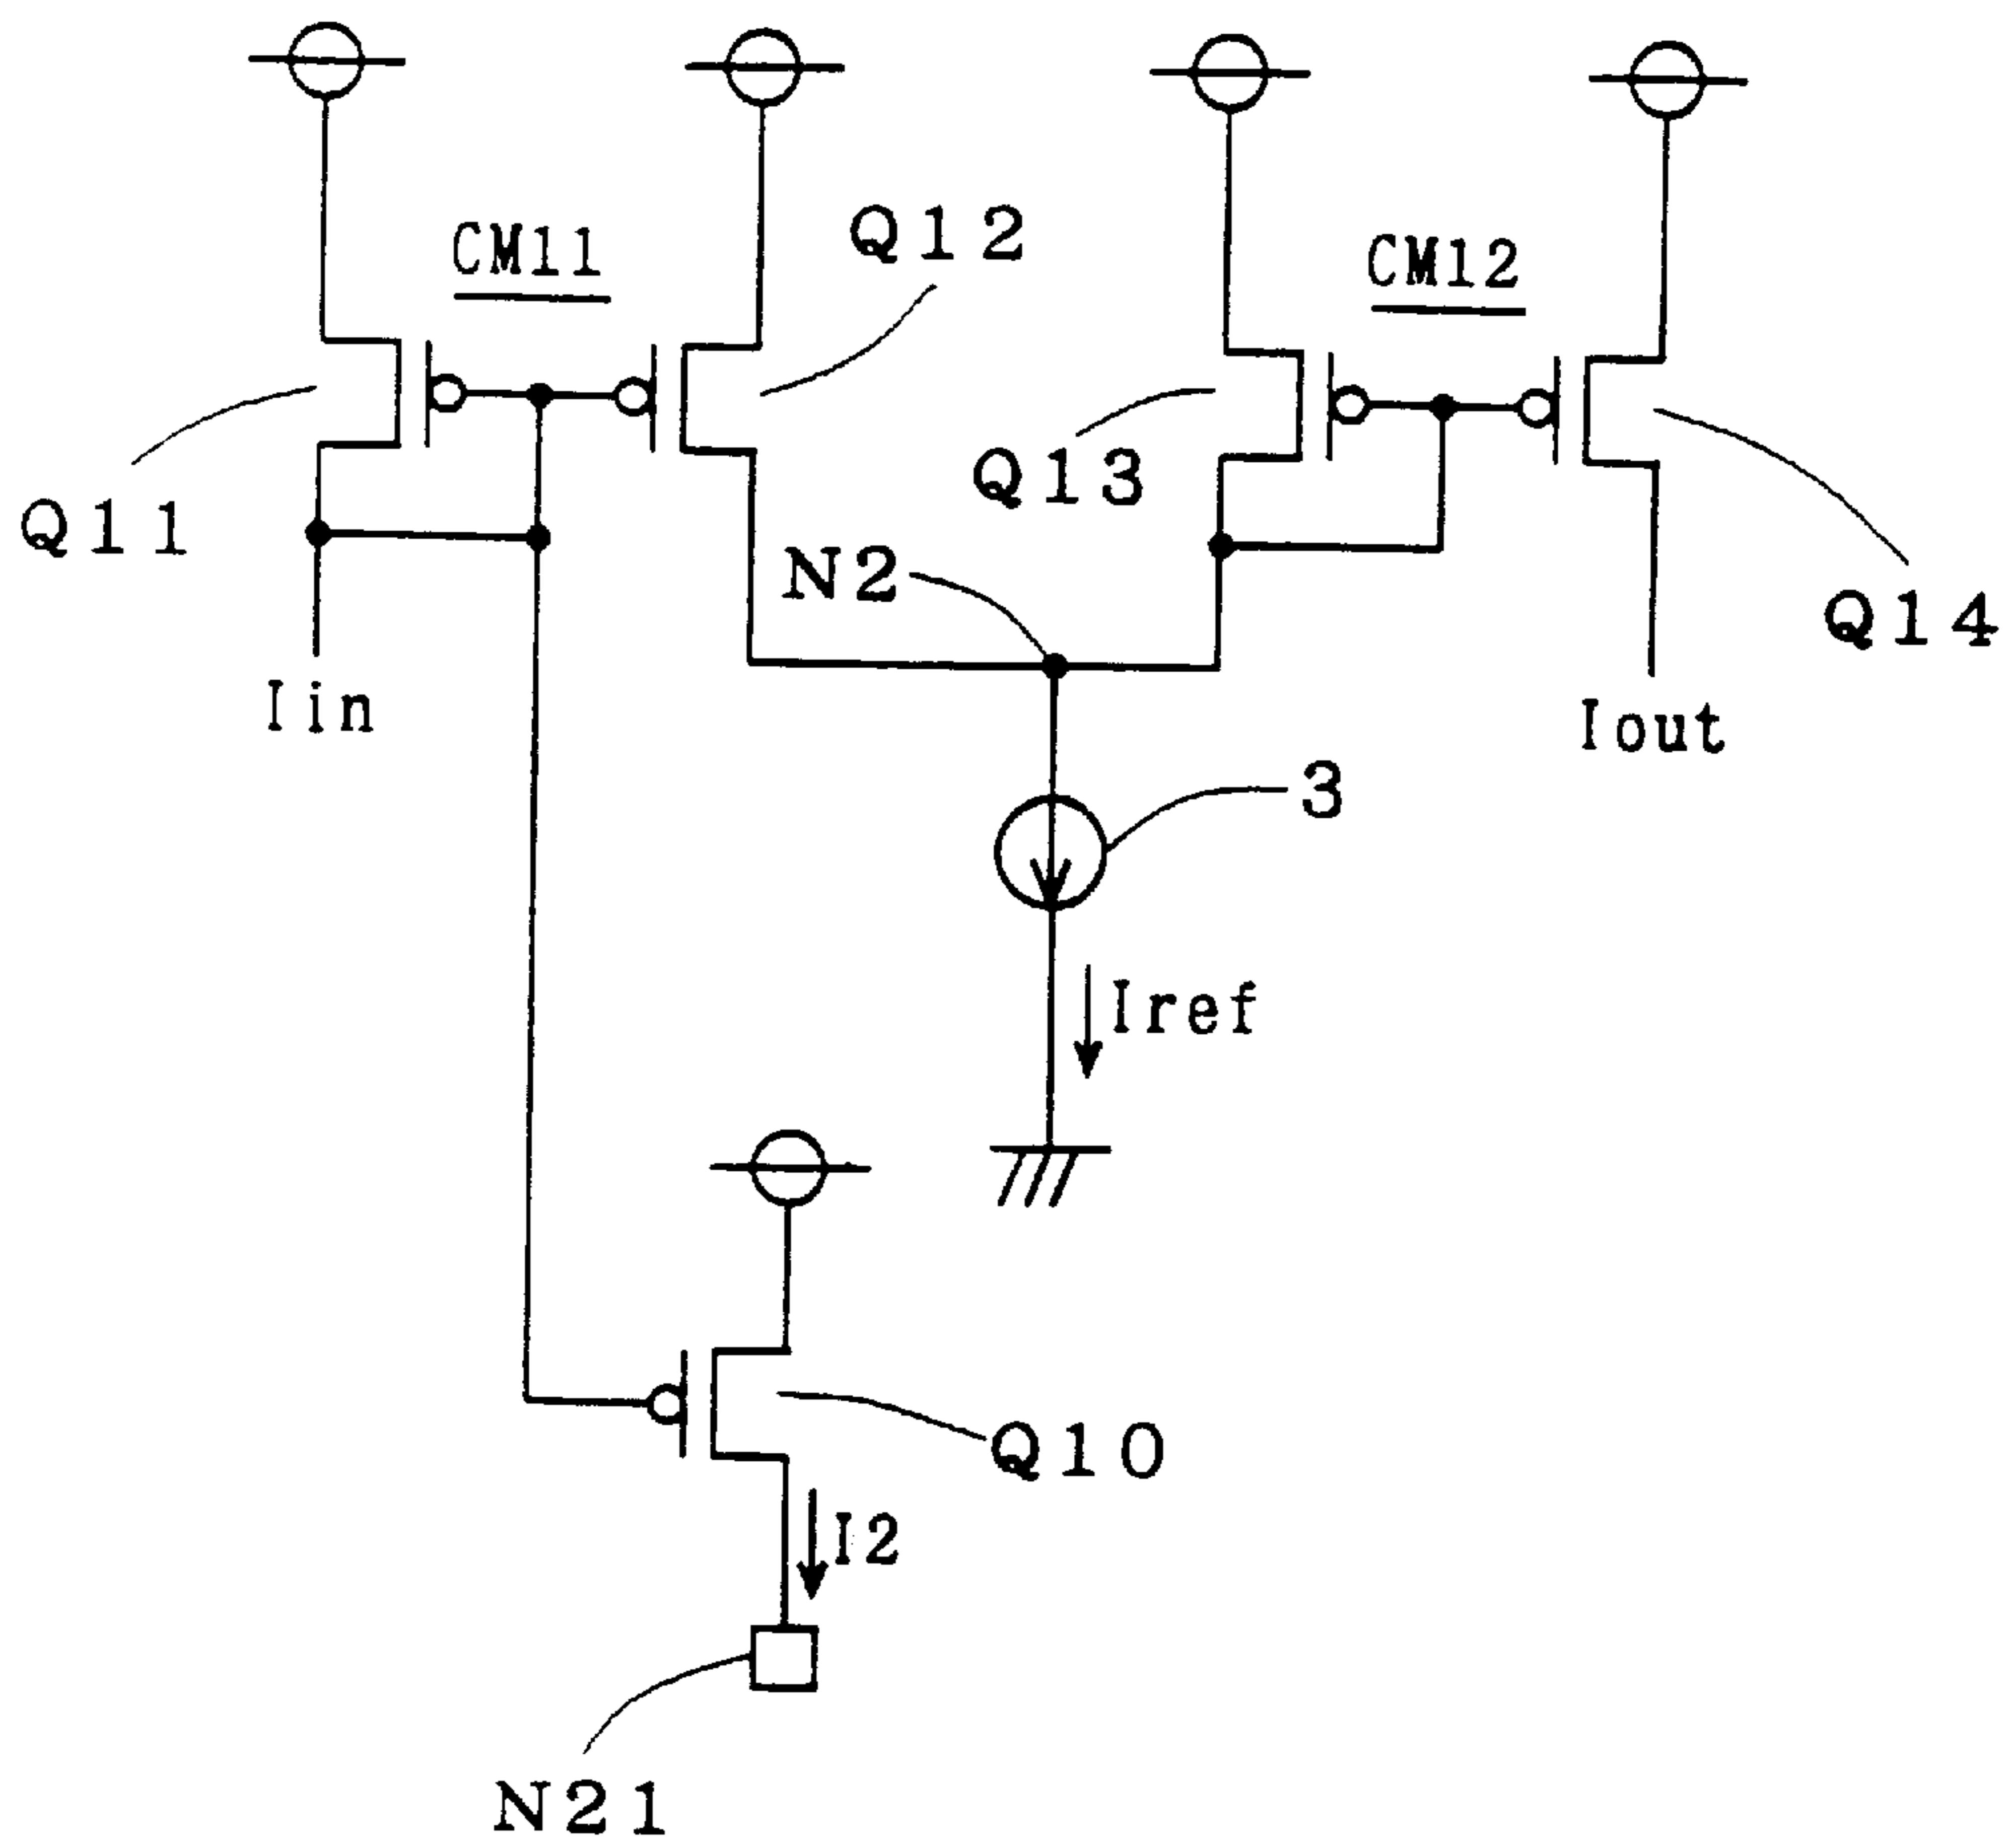 Q12
CM11
CM12
Q13
Q11
N2
Q14
Iin
Iout
3
Iref
Q10
I2
N21